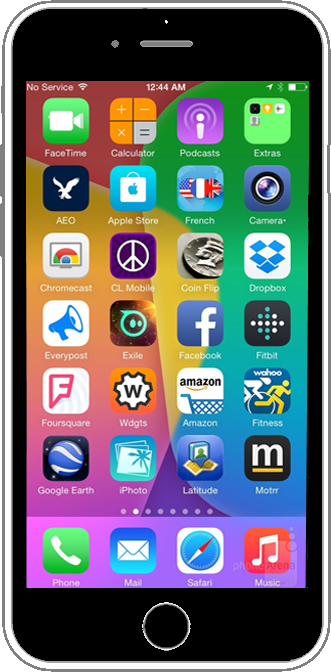 No Service 12:44 AM
FaceTime Calculator Podcasts Extras
AEO Apple Store French Camera+
Chromecast CL Mobile Coin Flip Dropbox
Everypost Exile Facebook Fitbit
W amazon wahoo
Foursquare Wdgts Amazon Fitness
m
Google Earth iPhoto Latitude Motrr
Phone Mail Safari Music
phoneArena